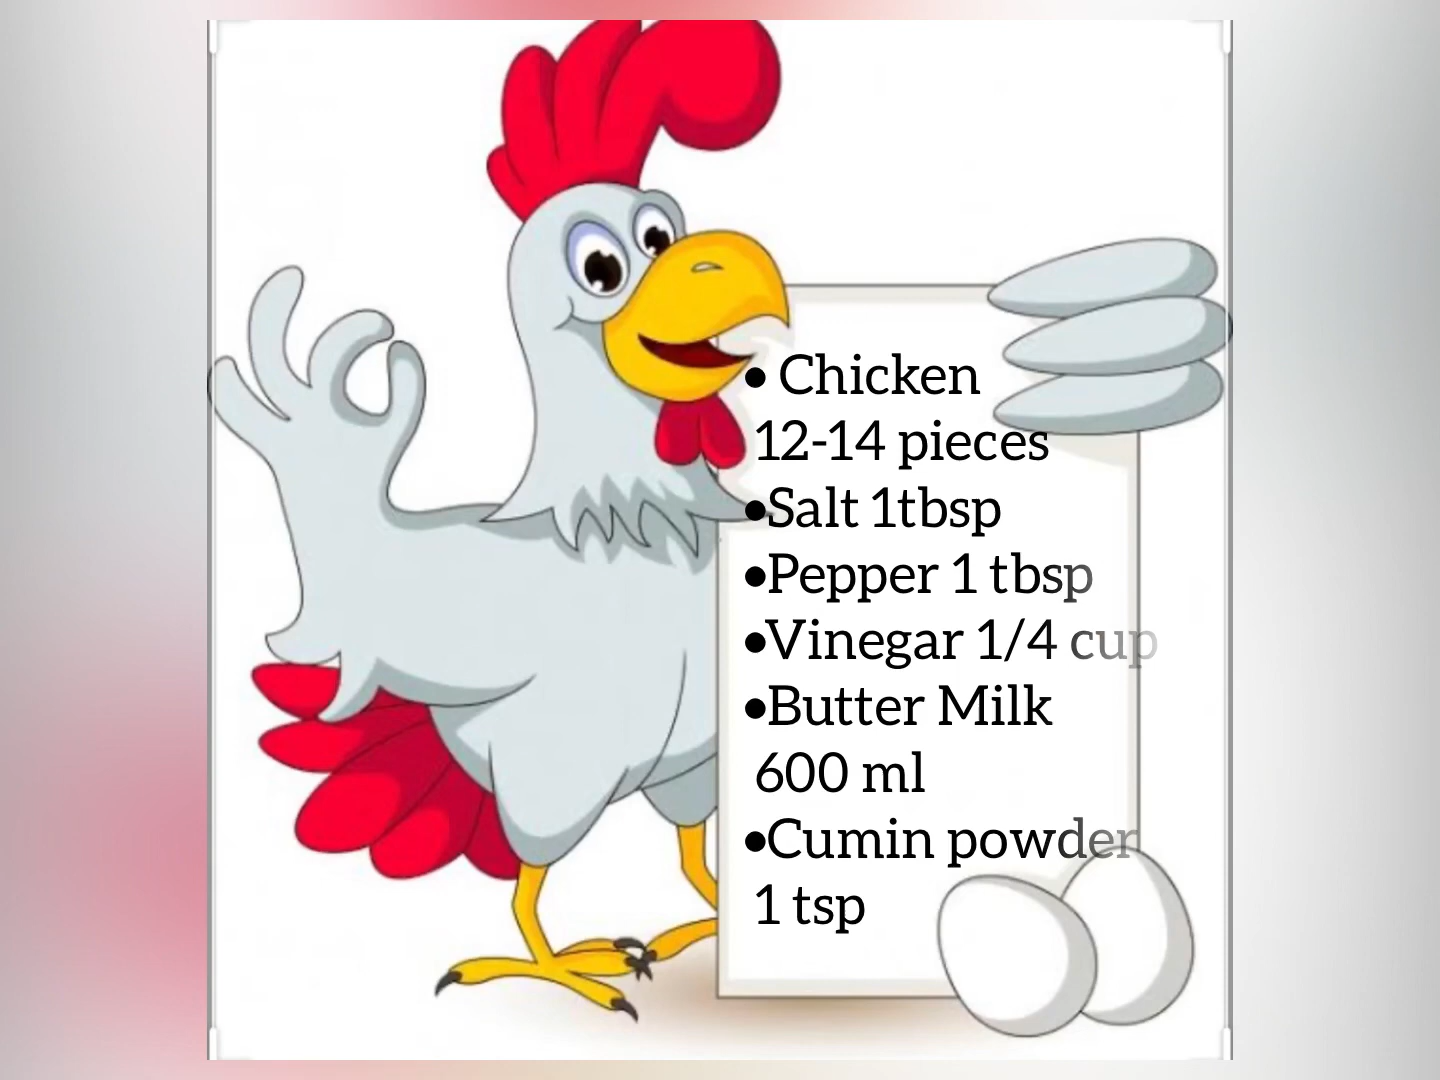 • Chicken
12-14 pieces
•Salt 1tbsp
•Pepper 1 tbsp
•Vinegar 1/4 cup
•Butter Milk
600 ml
•Cumin powder
1 tsp